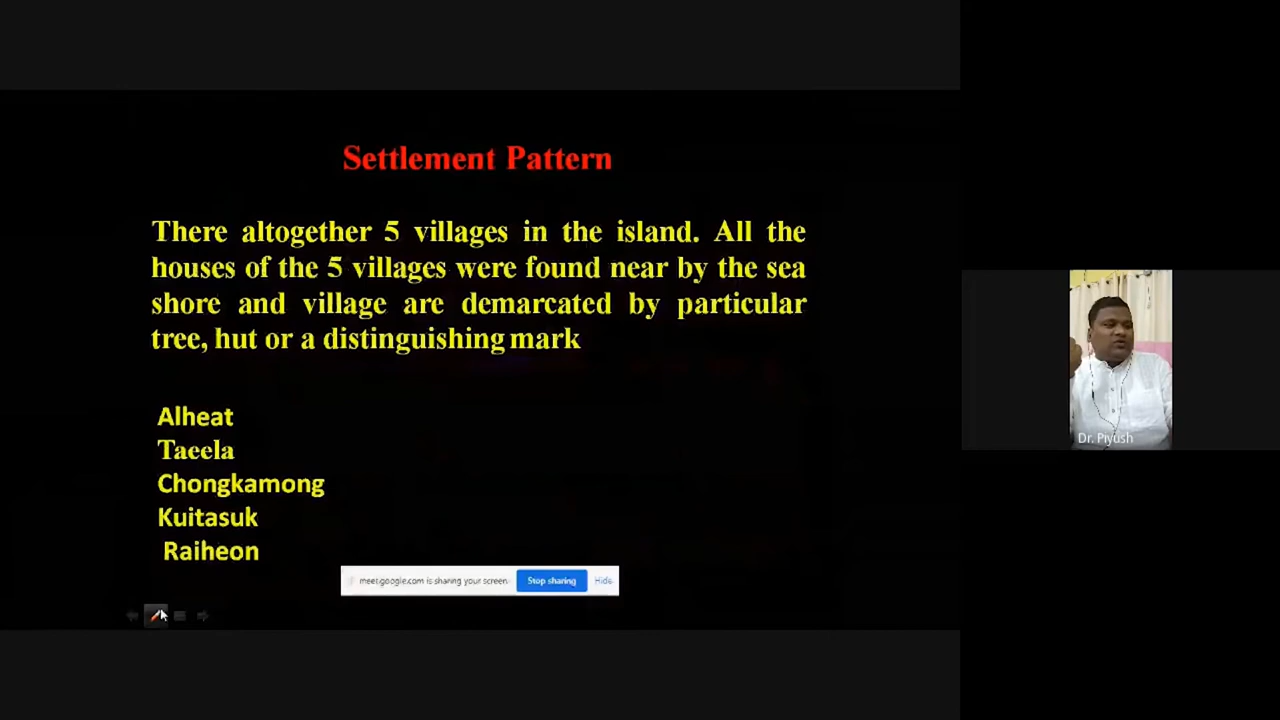 Settlement Pattern
There altogether 5 villages in the island. All the
houses of the 5 villages were found near by the sea
shore and village are demarcated by particular
tree, hut or a distinguishing mark
Alheat
Taeela
Chongkamong
Kuitasuk
Raiheon
meet.google.com is sharing your screen. Stop sharing Hide
Dr. Piyush